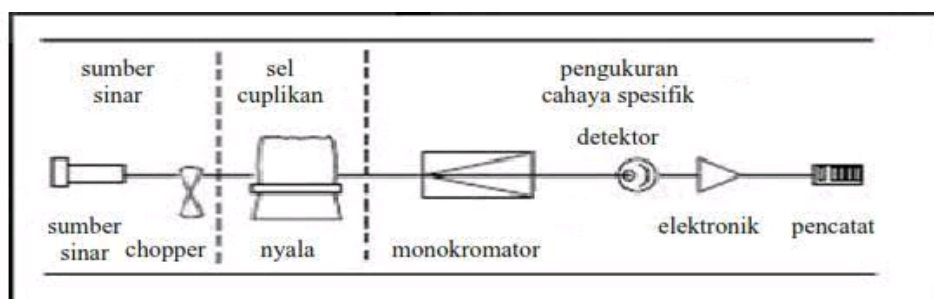 sumber
sinar
sel
cuplikan
pengukuran
cahaya spesifik
detektor
sumber
sinar
chopper
nyala
monokromator
elektronik
pencatat